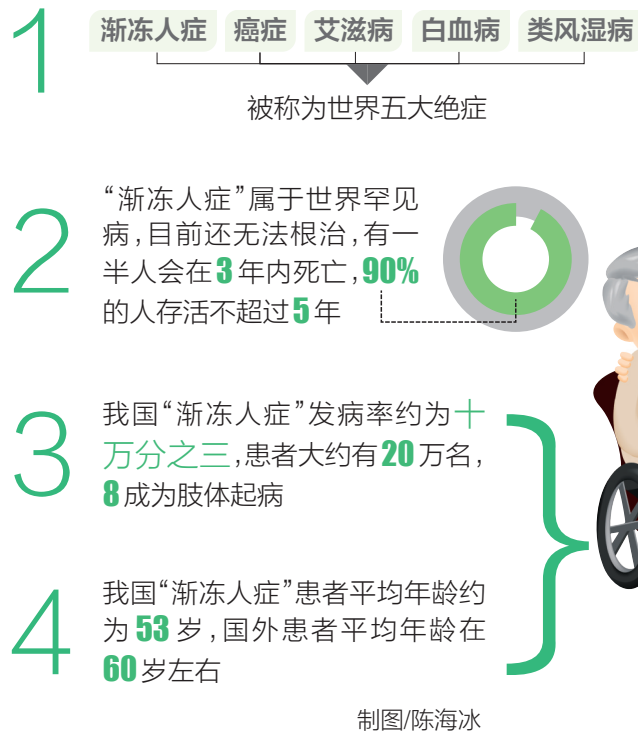 1
渐冻人症 癌症 艾滋病 白血病 类风湿病
被称为世界五大绝症
2
“渐冻人症”属于世界罕见
病，目前还无法根治，有一
半人会在3年内死亡，90%
的人存活不超过5年
3
我国“渐冻人症”发病率约为十
万分之三，患者大约有20万名，
8成为肢体起病
4
我国“渐冻人症”患者平均年龄约
为53岁，国外患者平均年龄在
60岁左右
制图/陈海冰